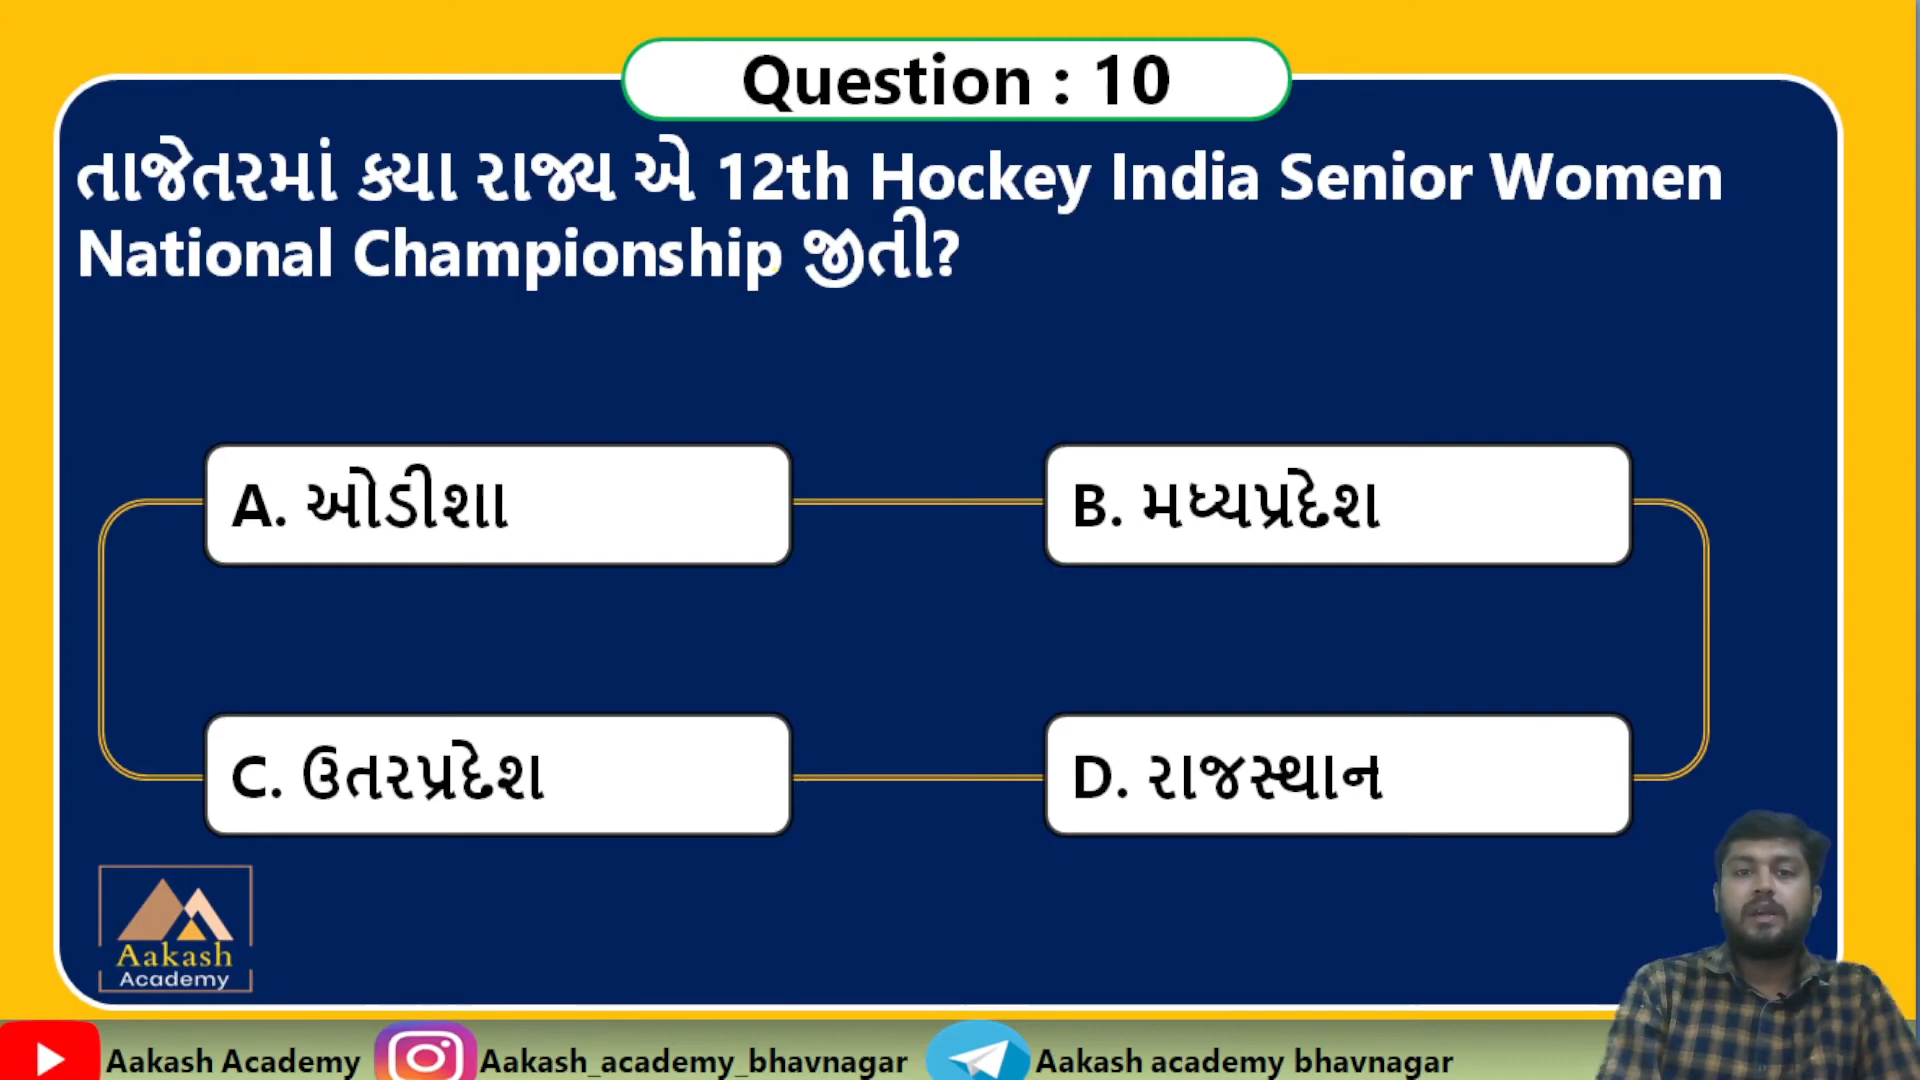 Question : 10
તાજેતરમાં ક્યા રાજ્ય એ 12th Hockey India Senior Women
National Championship જીતી?
A. ઓડીશા
B. મધ્યપ્રદેશ
C. ઉતરપ્રદેશ
D. રાજસ્થાન
Aakash
Academy
Aakash Academy
Aakash_academy_bhavnagar
Aakash academy bhavnagar